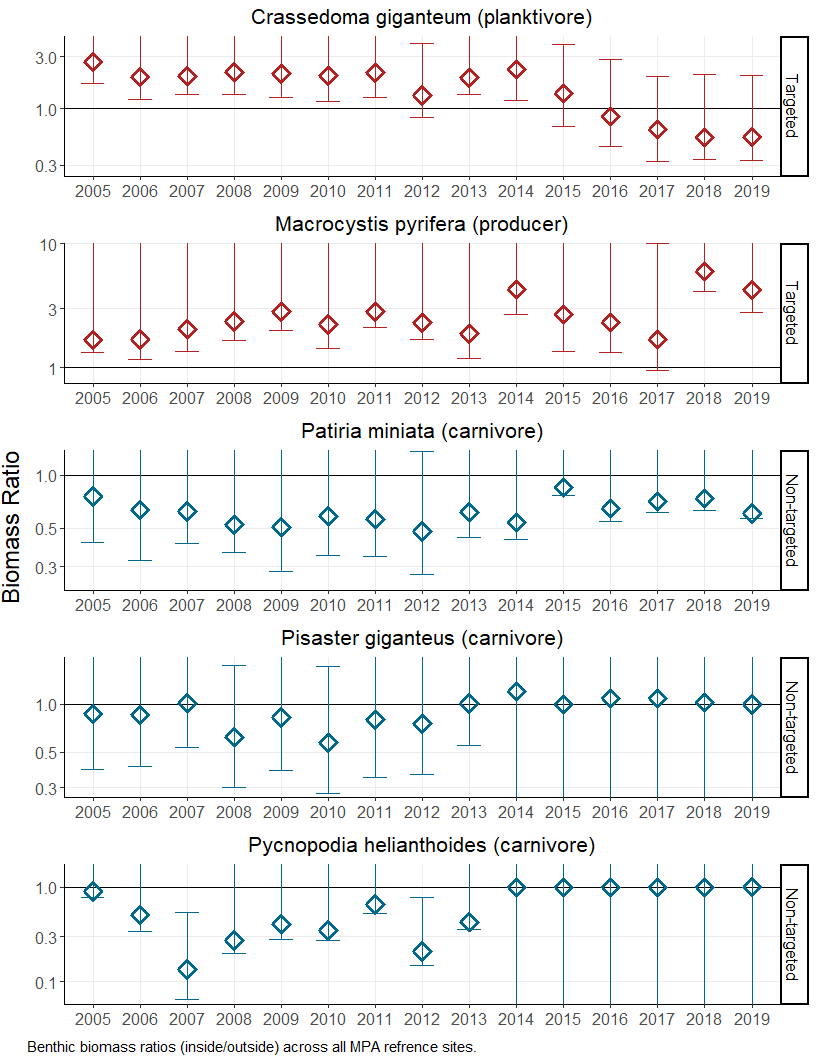 Crassedoma giganteum (planktivore)
3.0
1.0
0.3
Targeted
2005 2006 2007 2008 2009 2010 2011 2012 2013 2014 2015 2016 2017 2018 2019
Macrocystis pyrifera (producer)
10
3
1
Targeted
2005 2006 2007 2008 2009 2010 2011 2012 2013 2014 2015 2016 2017 2018 2019
Biomass Ratio
Patiria miniata (carnivore)
1.0
0.5
0.3
Non-targeted
2005 2006 2007 2008 2009 2010 2011 2012 2013 2014 2015 2016 2017 2018 2019
Pisaster giganteus (carnivore)
1.0
0.5
0.3
Non-targeted
2005 2006 2007 2008 2009 2010 2011 2012 2013 2014 2015 2016 2017 2018 2019
Pycnopodia helianthoides (carnivore)
1.0
0.3
0.1
Non-targeted
2005 2006 2007 2008 2009 2010 2011 2012 2013 2014 2015 2016 2017 2018 2019
Benthic biomass ratios (inside/outside) across all MPA refrence sites.